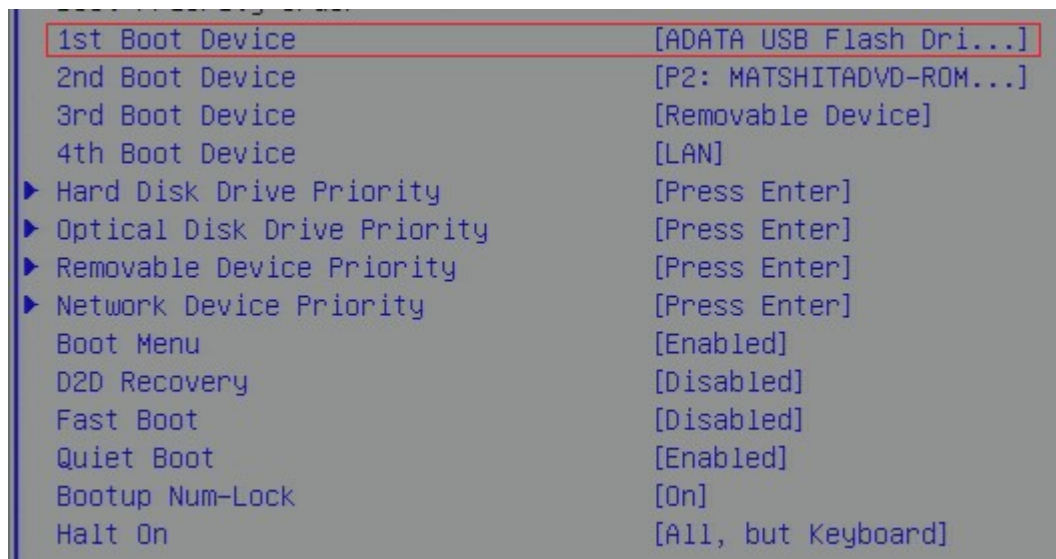 1st Boot Device [ADATA USB Flash Dri...]
2nd Boot Device [P2: MATSHITADVD-ROM...]
3rd Boot Device [Removable Device]
4th Boot Device [LAN]
Hard Disk Drive Priority [Press Enter]
Optical Disk Drive Priority [Press Enter]
Removable Device Priority [Press Enter]
Network Device Priority [Press Enter]
Boot Menu [Enabled]
D2D Recovery [Disabled]
Fast Boot [Disabled]
Quiet Boot [Enabled]
Bootup Num-Lock [On]
Halt On [All, but Keyboard]